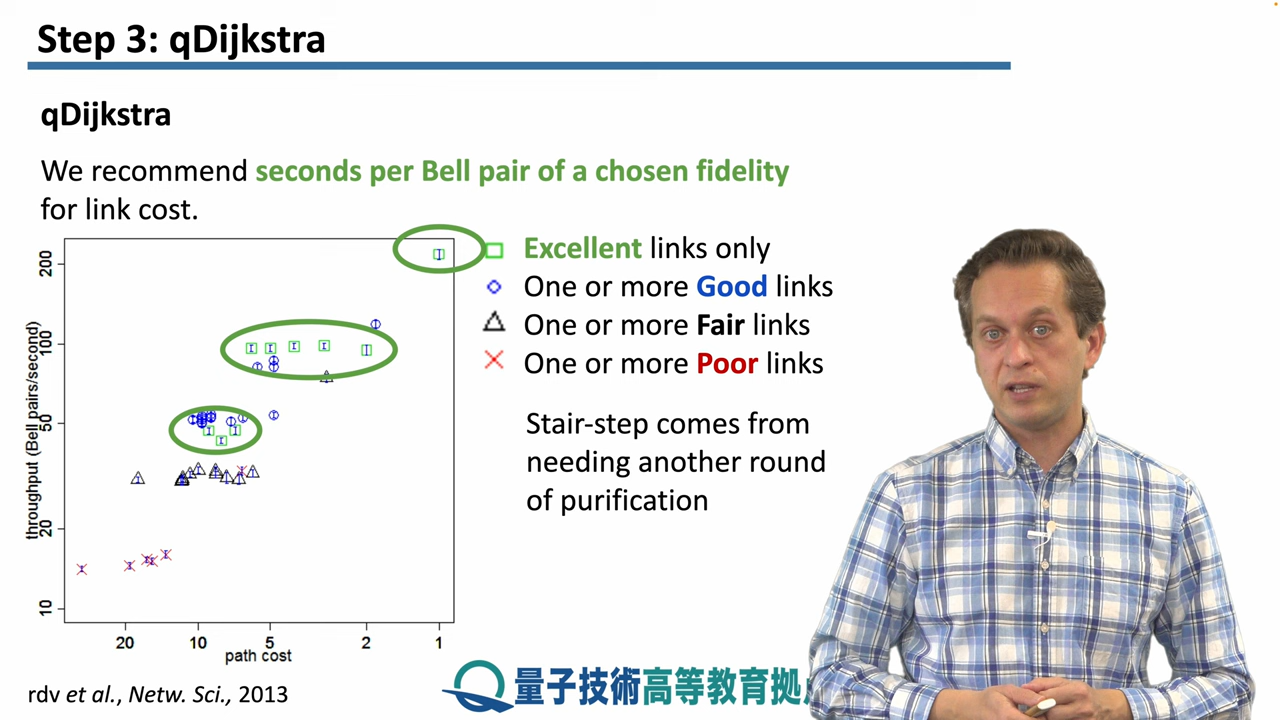 Step 3: qDijkstra
qDijkstra
We recommend seconds per Bell pair of a chosen fidelity
for link cost.
Excellent links only
One or more Good links
One or more Fair links
One or more Poor links
Stair-step comes from
needing another round
of purification
throughput (Bell pairs/second)
200
100
50
20
10
20 10 5 2 1
path cost
量子技術高等教育拠
rdv et al., Netw. Sci., 2013